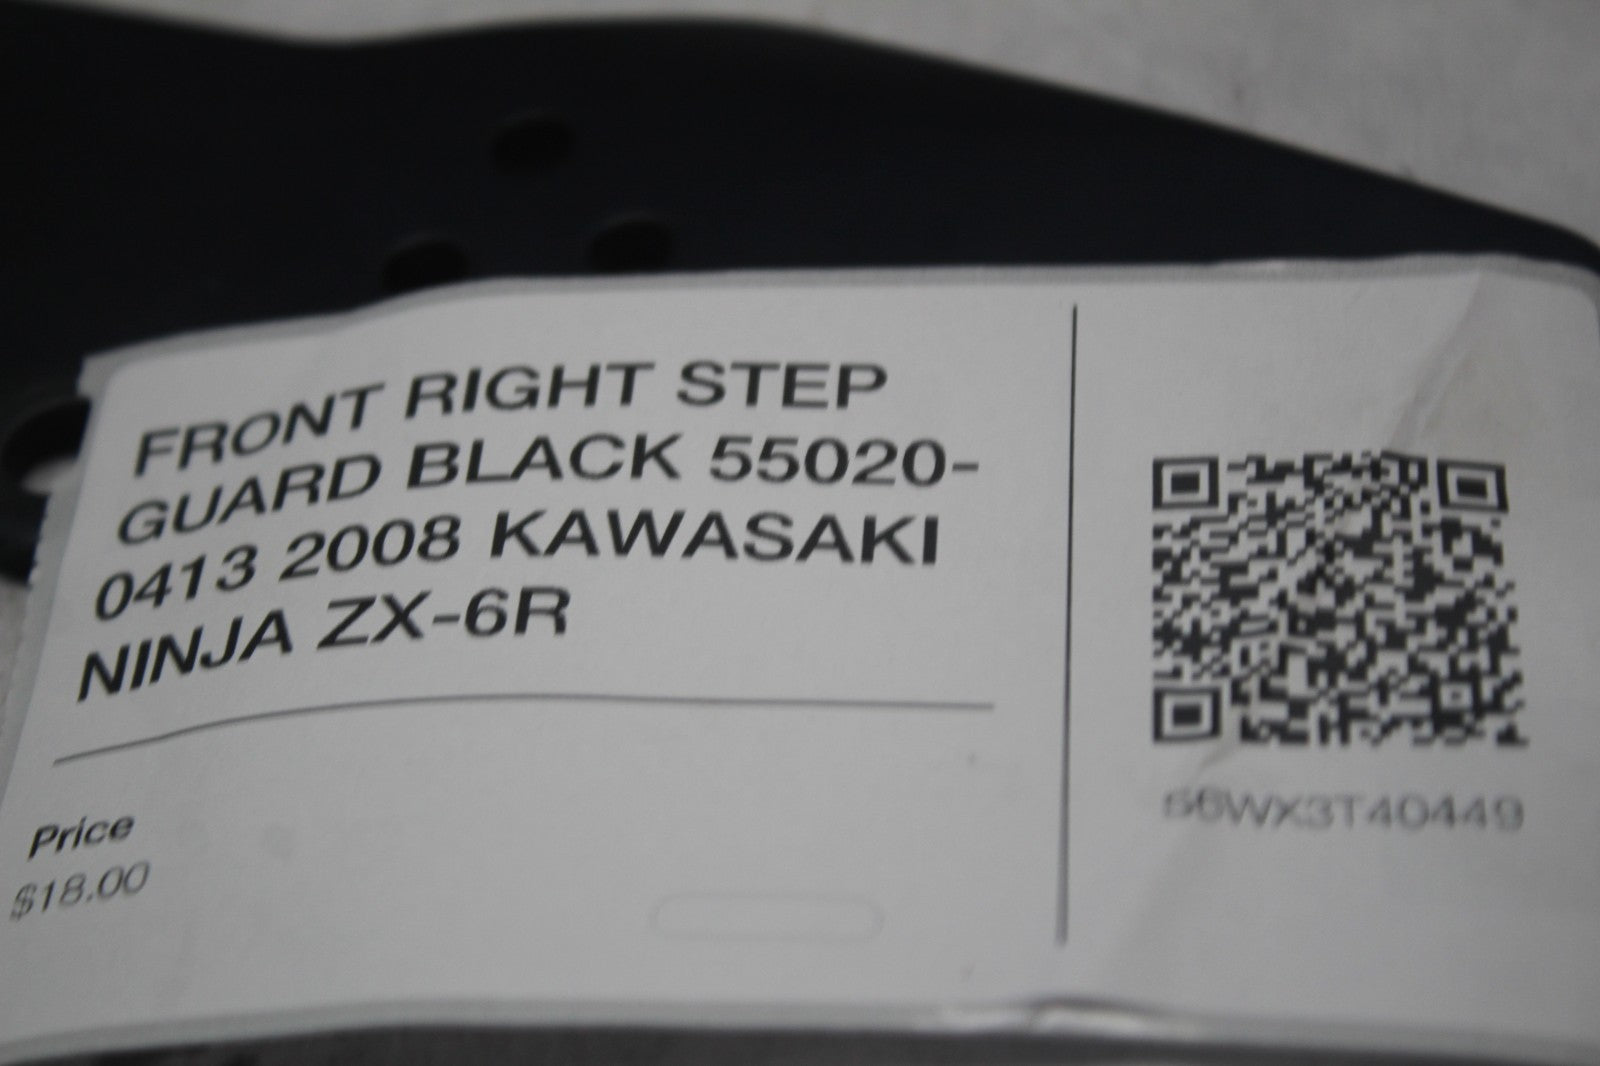 FRONT RIGHT STEP
GUARD BLACK 55020-
0413 2008 KAWASAKI
NINJA ZX-6R
Price
$18.00
s6WX3T40449